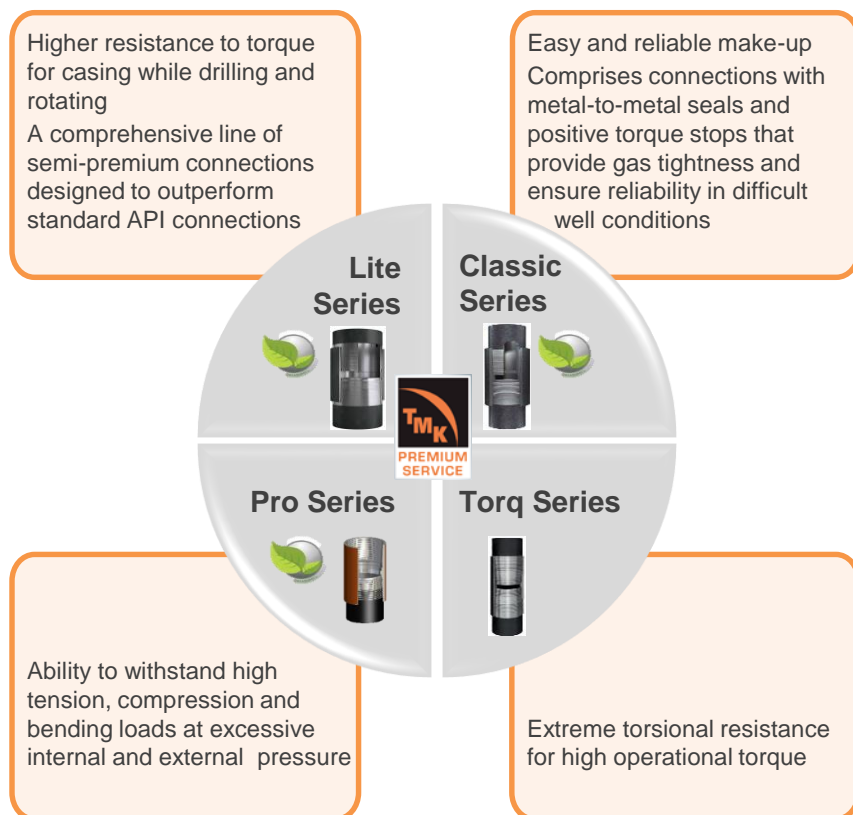 Higher resistance to torque
for casing while drilling and
rotating
A comprehensive line of
semi-premium connections
designed to outperform
standard API connections
Easy and reliable make-up
Comprises connections with
metal-to-metal seals and
positive torque stops that
provide gas tightness and
ensure reliability in difficult
well conditions
Lite
Series
Classic
Series
TMK
PREMIUM
SERVICE
Pro Series
Torq Series
Ability to withstand high
tension, compression and
bending loads at excessive
internal and external pressure
Extreme torsional resistance
for high operational torque